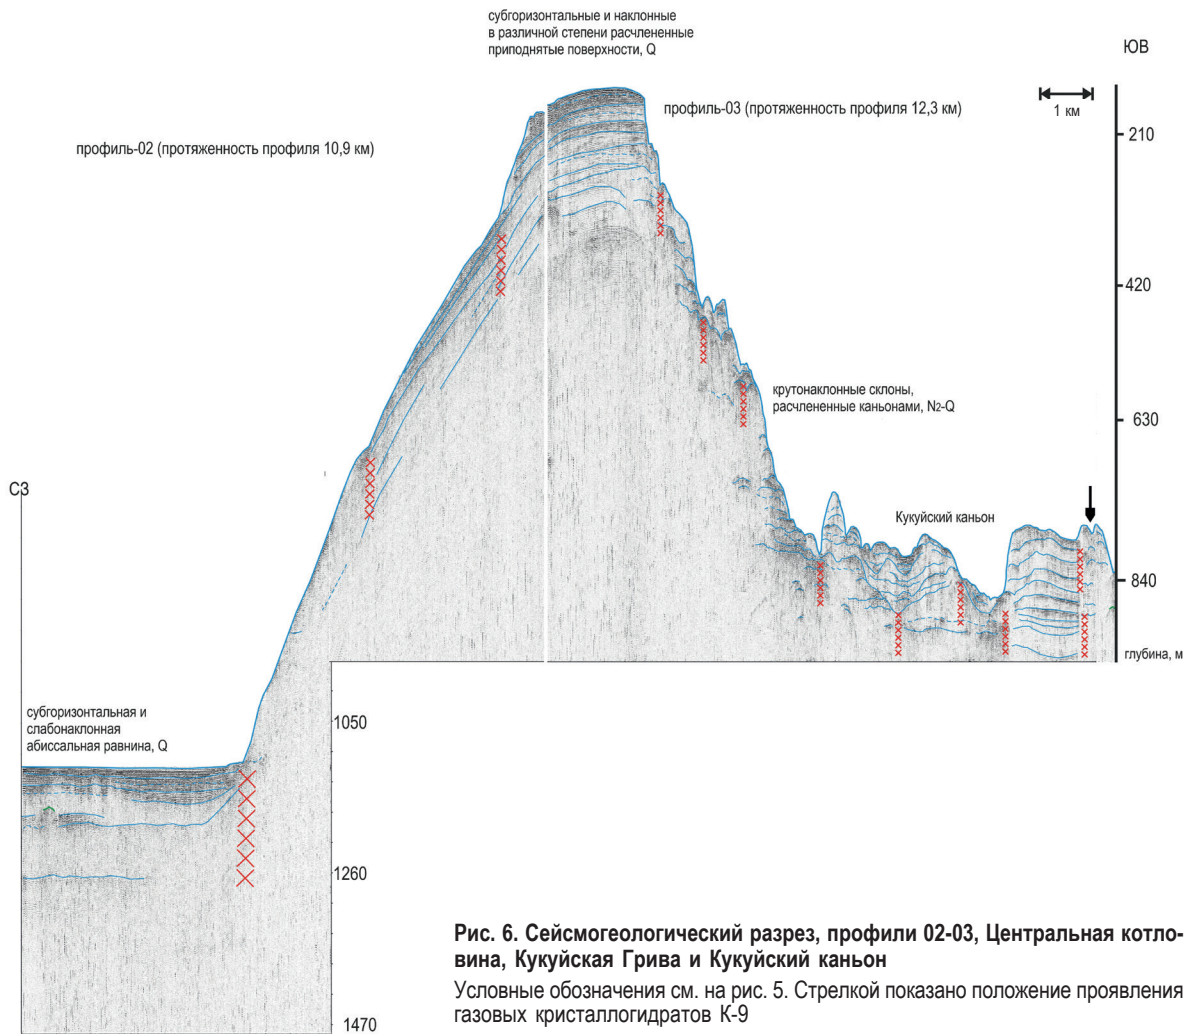 субгоризонтальные и наклонные
в различной степени расчлененные
приподнятые поверхности, Q
ЮВ
1 км
профиль-03 (протяженность профиля 12,3 км)
210
профиль-02 (протяженность профиля 10,9 км)
420
крутонаклонные склоны,
расчлененные каньонами, N2-Q
630
СЗ
Кукуйский каньон
840
глубина, м
субгоризонтальная и
слабонаклонная
абиссальная равнина, Q
1050
1260
1470
Рис. 6. Сейсмогеологический разрез, профили 02-03, Центральная котло-
вина, Кукуйская Грива и Кукуйский каньон
Условные обозначения см. на рис. 5. Стрелкой показано положение проявления
газовых кристаллогидратов К-9